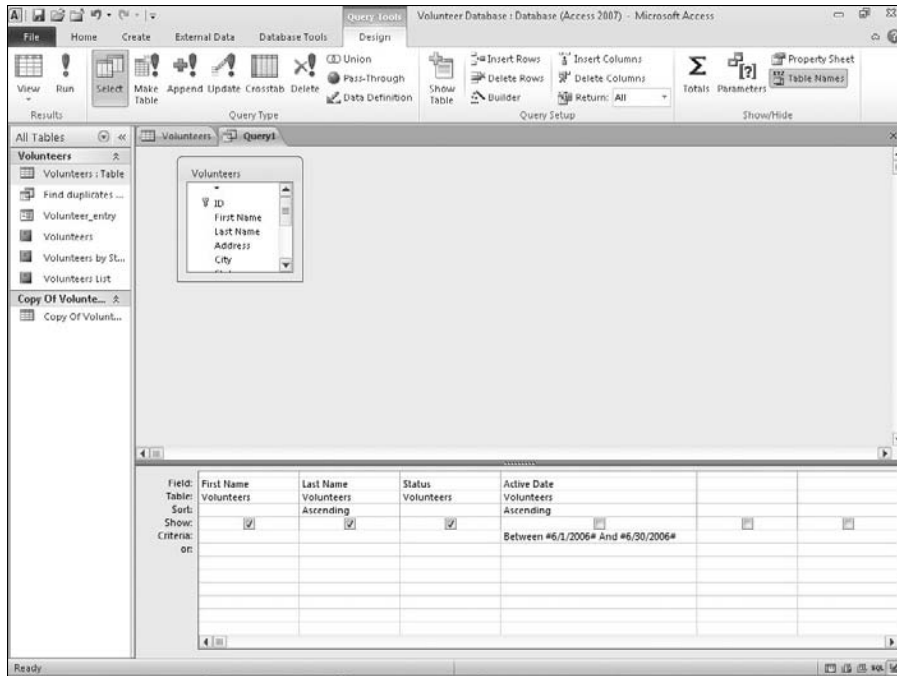 Query Tools
Volunteer Database : Database (Access 2007) - Microsoft Access
File Home Create External Data Database Tools Design
View
Run
Select
Make Table
Append
Update
Crosstab
Delete
Union
Pass-Through
Data Definition
Show Table
Insert Rows
Delete Rows
Builder
Insert Columns
Delete Columns
Return: All
Totals
Parameters
Property Sheet
Table Names
Results
Query Type
Query Setup
Show/Hide
All Tables
Volunteers
Volunteers : Table
Find duplicates ...
Volunteer_entry
Volunteers
Volunteers by St...
Volunteers List
Copy Of Volunte...
Copy Of Volunt...
Volunteers
Query1
Volunteers
*
ID
First Name
Last Name
Address
City
Field: First Name Last Name Status Active Date
Table: Volunteers Volunteers Volunteers Volunteers
Sort: Ascending Ascending
Show:
Criteria: Between #6/1/2006# And #6/30/2006#
or:
Ready
SQL